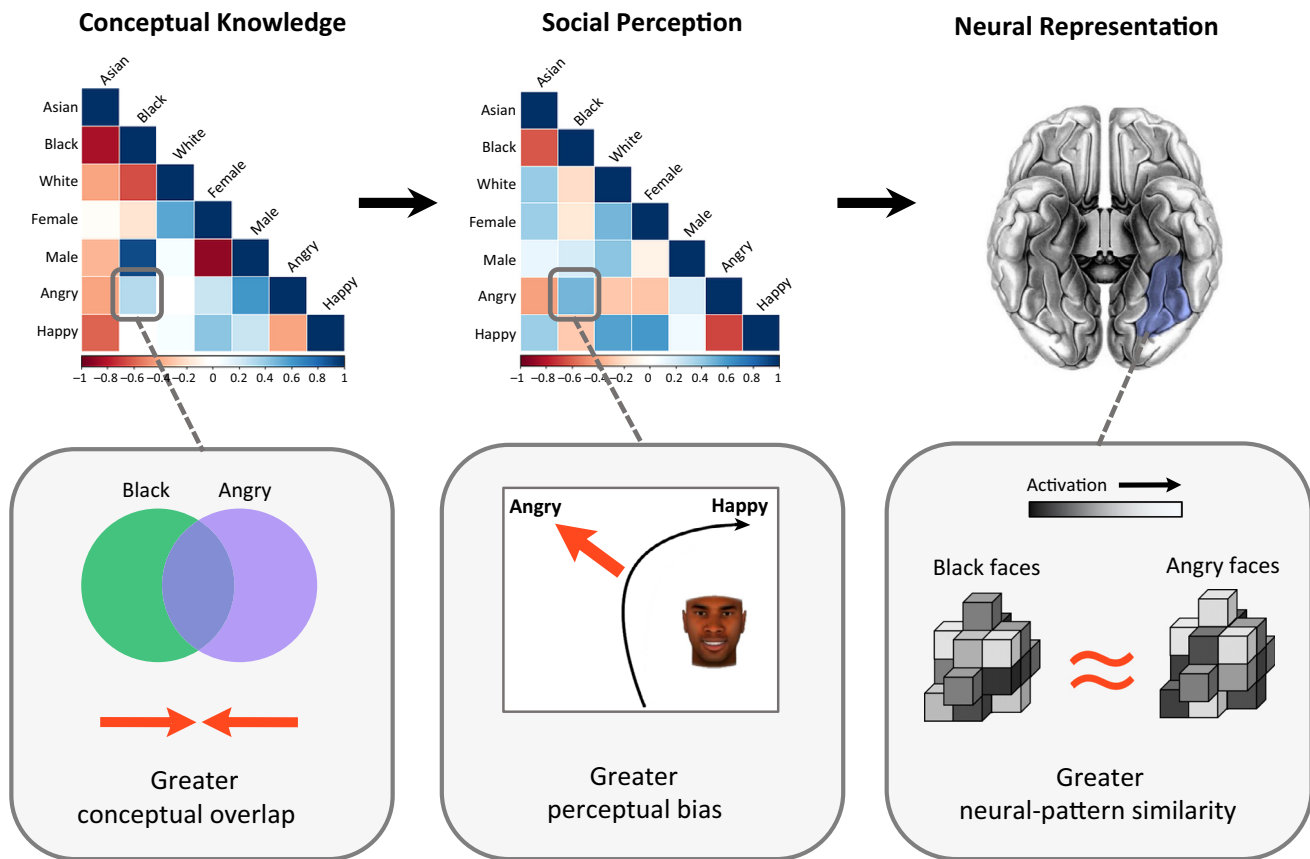 Conceptual Knowledge
Social Perception
Neural Representation
Asian
Black
White
Female
Male
Angry
Happy
Asian
Black
White
Female
Male
Angry
Happy
−1 −0.8 −0.6 −0.4 −0.2 0 0.2 0.4 0.6 0.8 1
Asian
Black
White
Female
Male
Angry
Happy
Asian
Black
White
Female
Male
Angry
Happy
−1 −0.8 −0.6 −0.4 −0.2 0 0.2 0.4 0.6 0.8 1
Black Angry
Greater
conceptual overlap
Angry Happy
Greater
perceptual bias
Activation
Black faces Angry faces
≈
Greater
neural-pattern similarity